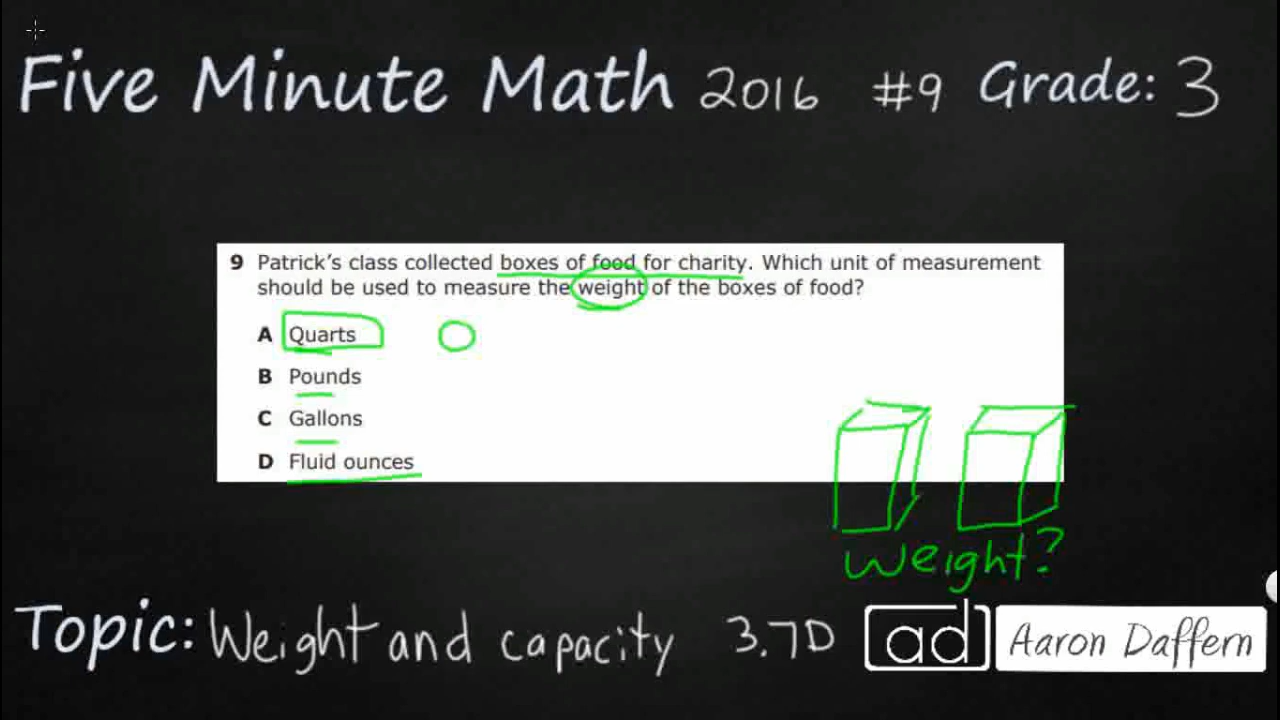 Five Minute Math 2016 #9 Grade: 3
9 Patrick's class collected boxes of food for charity. Which unit of measurement
should be used to measure the weight of the boxes of food?
A Quarts
B Pounds
C Gallons
D Fluid ounces
Weight?
Topic: Weight and capacity 3.7D ad Aaron Daffern